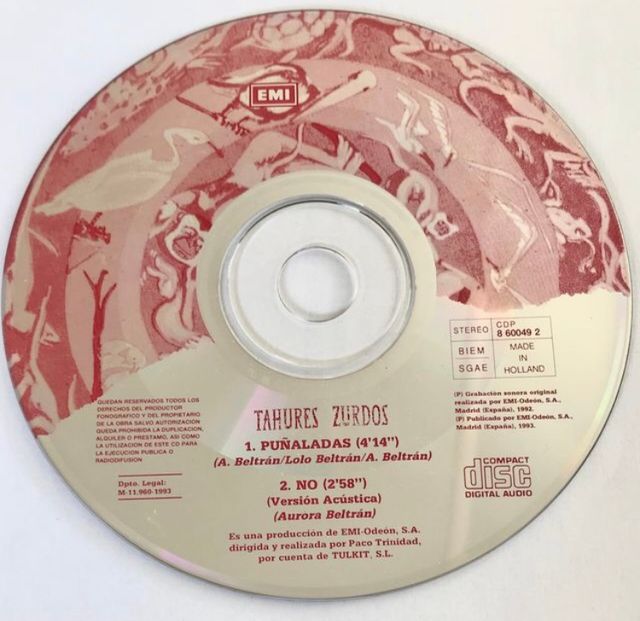 EMI
STEREO
CDP
8 60049 2
BIEM
SGAE
MADE
IN
HOLLAND
QUEDAN RESERVADOS TODOS LOS
DERECHOS DEL PRODUCTOR
FONOGRAFICO Y DEL PROPIETARIO
DE LA OBRA SALVO AUTORIZACION
QUEDA PROHIBIDA LA DUPLICACION,
ALQUILER O PRESTAMO, ASI COMO
LA UTILIZACION DE ESTE CD PARA
LA EJECUCION PUBLICA O
RADIODIFUSION
Dpto. Legal:
M-11.960-1993
(P) Grabación sonora original
realizada por EMI-Odeón, S.A.,
Madrid (España), 1992.
(P) Publicado por EMI-Odeón, S.A.,
Madrid (España), 1993.
TAHURES ZURDOS
1. PUÑALADAS (4'14")
(A. Beltrán/Lolo Beltrán/A. Beltrán)
2. NO (2'58")
(Versión Acústica)
(Aurora Beltrán)
Es una producción de EMI-Odeón, S.A.
dirigida y realizada por Paco Trinidad,
por cuenta de TULKIT, S.L.
COMPACT
disc
DIGITAL AUDIO